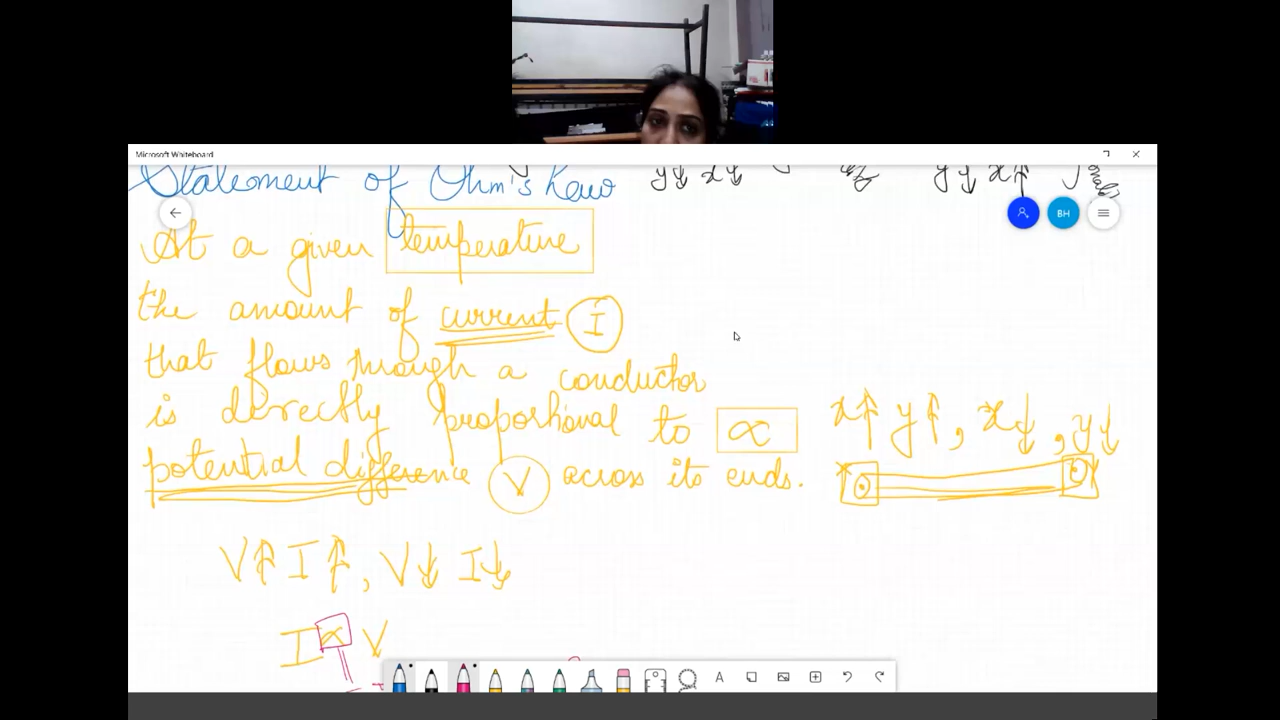 Microsoft Whiteboard
Statement of Ohm's Law
y↓ x↓
y↓ x↑
BH
At a given temperature
the amount of current I
that flows through a conductor
is directly proportional to ∝
x↑ y↑, x↓, y↓
potential difference V across its ends.
V↑ I↑, V↓ I↓
I ∝ V
A